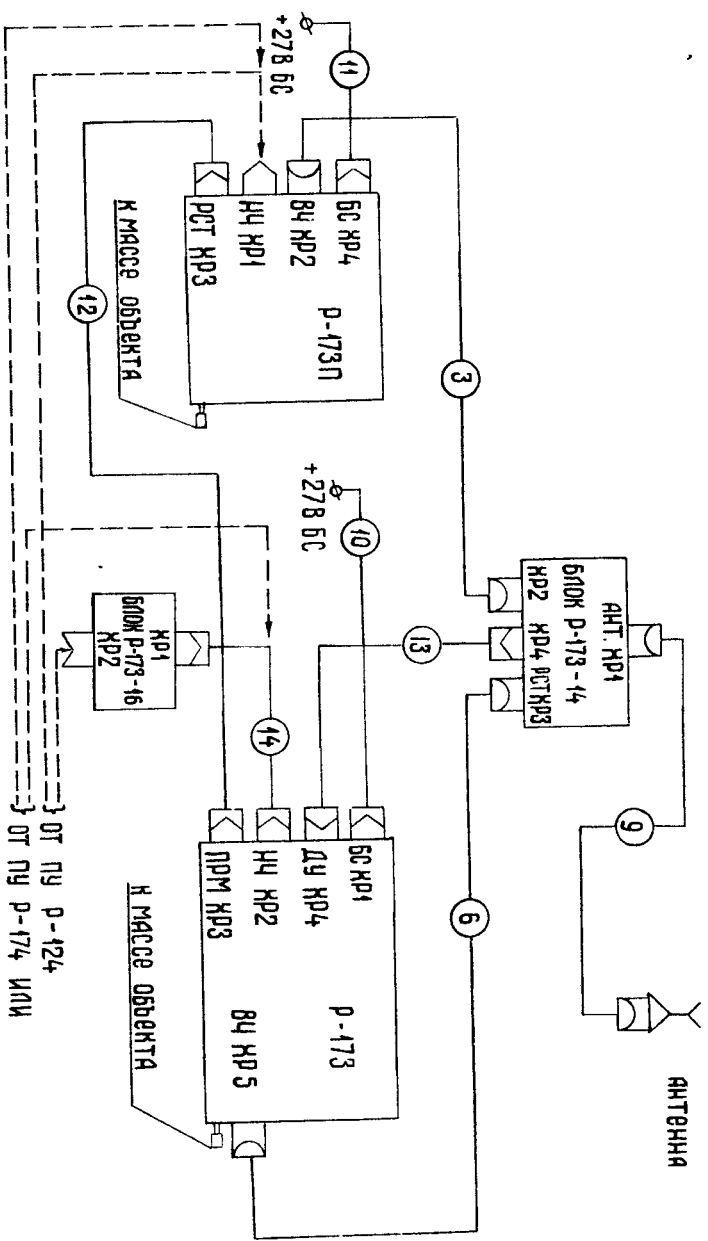 АНТЕННА
9
АНТ. ХР1
БЛОК Р-173-14
ХР2 ХР4 РСТ ХР3
3
13
6
11
+27В БС
10
+27В БС
БС ХР4
ВЧ ХР2
НЧ ХР1
РСТ ХР3
Р-173П
К МАССЕ ОБЪЕКТА
12
БС ХР1
ДУ ХР4
НЧ ХР2
ПРМ ХР3
Р-173
ВЧ ХР5
К МАССЕ ОБЪЕКТА
14
ХР1
БЛОК Р-173-16
ХР2
ОТ ПУ Р-124
ОТ ПУ Р-174 ИЛИ